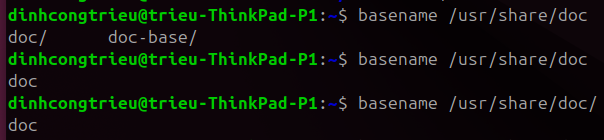 dinhcongtrieu@trieu-ThinkPad-P1:~$ basename /usr/share/doc
doc/ doc-base/
dinhcongtrieu@trieu-ThinkPad-P1:~$ basename /usr/share/doc
doc
dinhcongtrieu@trieu-ThinkPad-P1:~$ basename /usr/share/doc/
doc